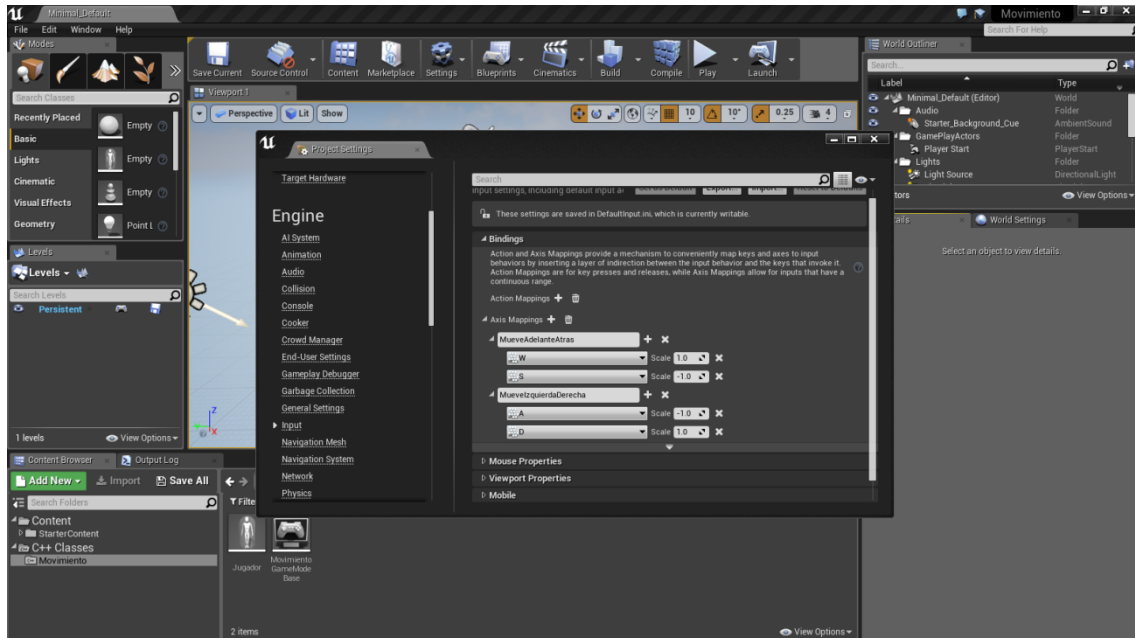 Minimal_Default
Movimiento
File Edit Window Help
Search For Help
Modes
Search Classes
Recently Placed
Basic
Lights
Cinematic
Visual Effects
Geometry
Empty
Empty
Empty
Point L
Save Current Source Control Content Marketplace Settings Blueprints Cinematics Build Compile Play Launch
Viewport 1
Perspective Lit Show
10 10° 0.25 4
World Outliner
Search...
Label Type
Minimal_Default (Editor) World
Audio Folder
Starter_Background_Cue AmbientSound
GamePlayActors Folder
Player Start PlayerStart
Lights Folder
Light Source DirectionalLight
tors View Options
ails World Settings
Select an object to view details.
Levels
Levels
Search Levels
Persistent
1 levels View Options
Z
X
Project Settings
Target Hardware
Engine
AI System
Animation
Audio
Collision
Console
Cooker
Crowd Manager
End-User Settings
Gameplay Debugger
Garbage Collection
General Settings
Input
Navigation Mesh
Navigation System
Network
Physics
Search
Input settings, including default input a
These settings are saved in DefaultInput.ini, which is currently writable.
Bindings
Action and Axis Mappings provide a mechanism to conveniently map keys and axes to input
behaviors by inserting a layer of indirection between the input behavior and the keys that invoke it.
Action Mappings are for key presses and releases, while Axis Mappings allow for inputs that have a
continuous range.
Action Mappings
Axis Mappings
MueveAdelanteAtras
W Scale 1.0
S Scale -1.0
MueveIzquierdaDerecha
A Scale -1.0
D Scale 1.0
Mouse Properties
Viewport Properties
Mobile
Content Browser Output Log
Add New Import Save All
Search Folders
Filte
Content
StarterContent
C++ Classes
Movimiento
Jugador
Movimiento
GameMode
Base
2 items View Options